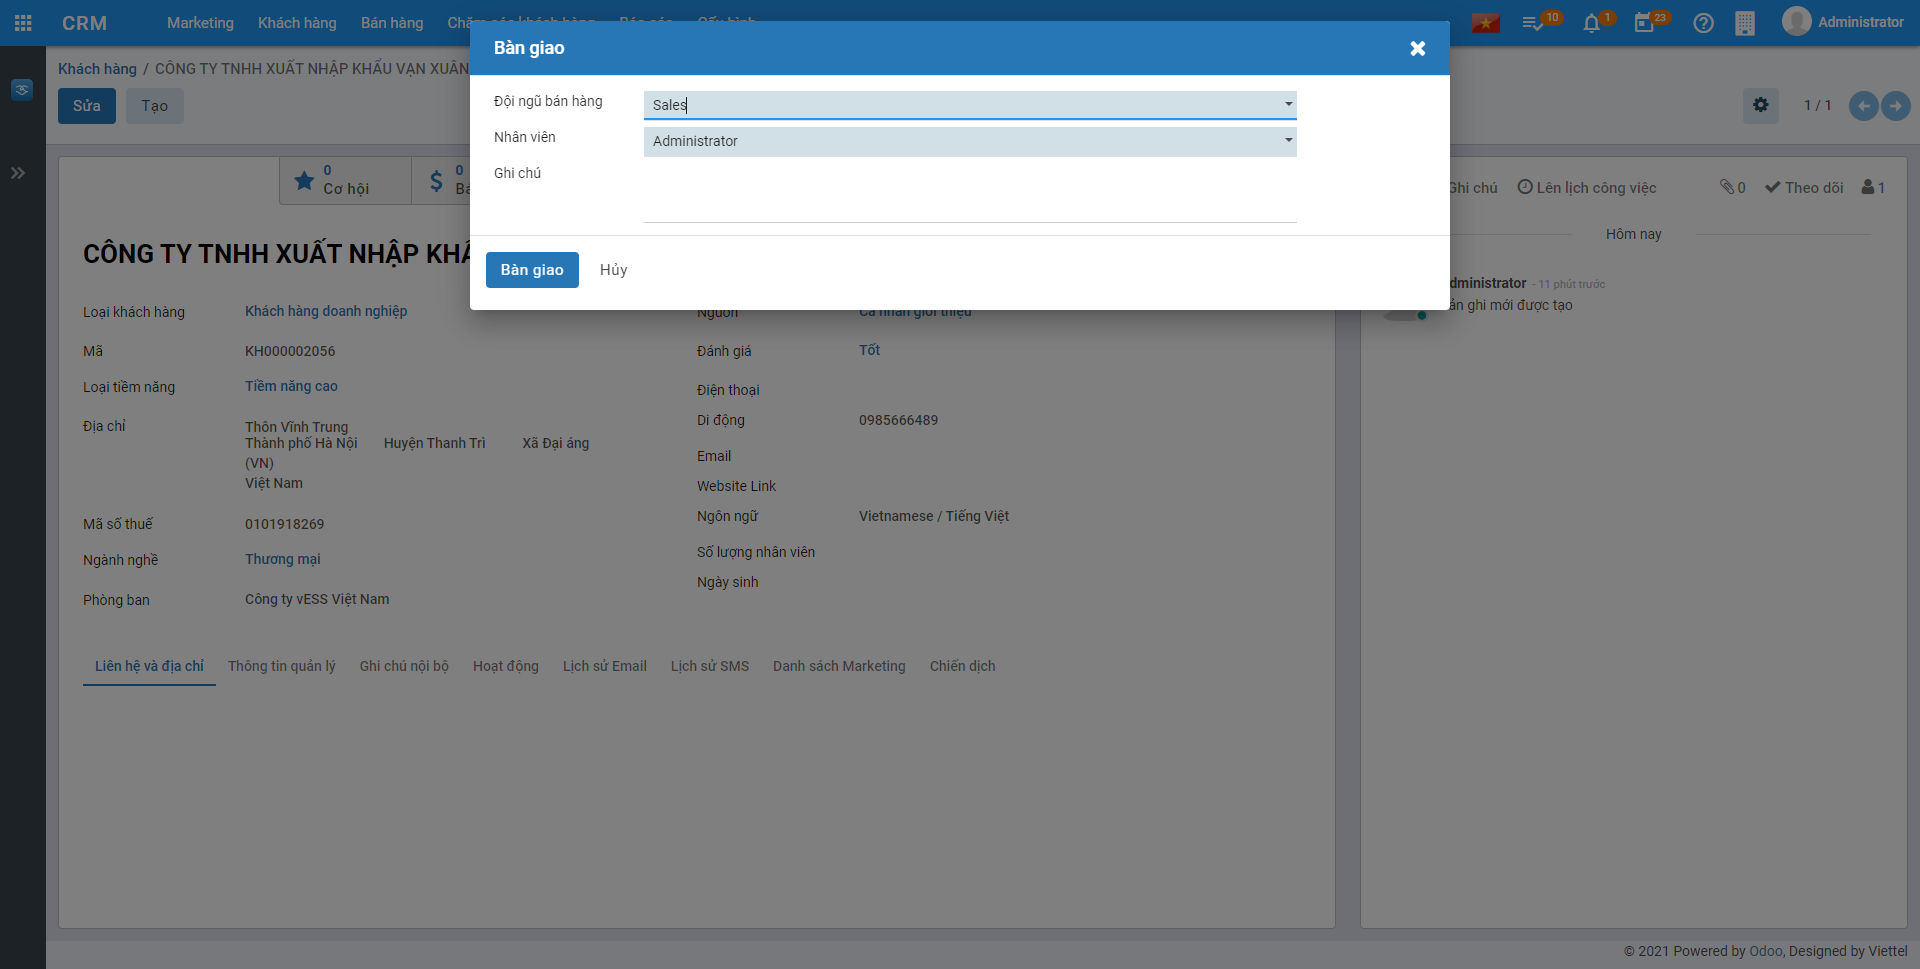 CRM
Marketing
Khách hàng
Bán hàng
10
1
23
Administrator
Bàn giao
Đội ngũ bán hàng
Sales
Nhân viên
Administrator
Ghi chú
Bàn giao
Hủy
Khách hàng / CÔNG TY TNHH XUẤT NHẬP KHẨU VẠN XUÂN
Sửa
Tạo
1 / 1
0
Cơ hội
0
Ghi chú
Lên lịch công việc
0
Theo dõi
1
Hôm nay
Administrator - 11 phút trước
ản ghi mới được tạo
CÔNG TY TNHH XUẤT NHẬP KHẨ
Loại khách hàng
Khách hàng doanh nghiệp
Mã
KH000002056
Loại tiềm năng
Tiềm năng cao
Địa chỉ
Thôn Vĩnh Trung
Thành phố Hà Nội Huyện Thanh Trì Xã Đại áng
(VN)
Việt Nam
Mã số thuế
0101918269
Ngành nghề
Thương mại
Phòng ban
Công ty vESS Việt Nam
Nguồn
Cá nhân giới thiệu
Đánh giá
Tốt
Điện thoại
Di động
0985666489
Email
Website Link
Ngôn ngữ
Vietnamese / Tiếng Việt
Số lượng nhân viên
Ngày sinh
Liên hệ và địa chỉ
Thông tin quản lý
Ghi chú nội bộ
Hoạt động
Lịch sử Email
Lịch sử SMS
Danh sách Marketing
Chiến dịch
© 2021 Powered by Odoo, Designed by Viettel